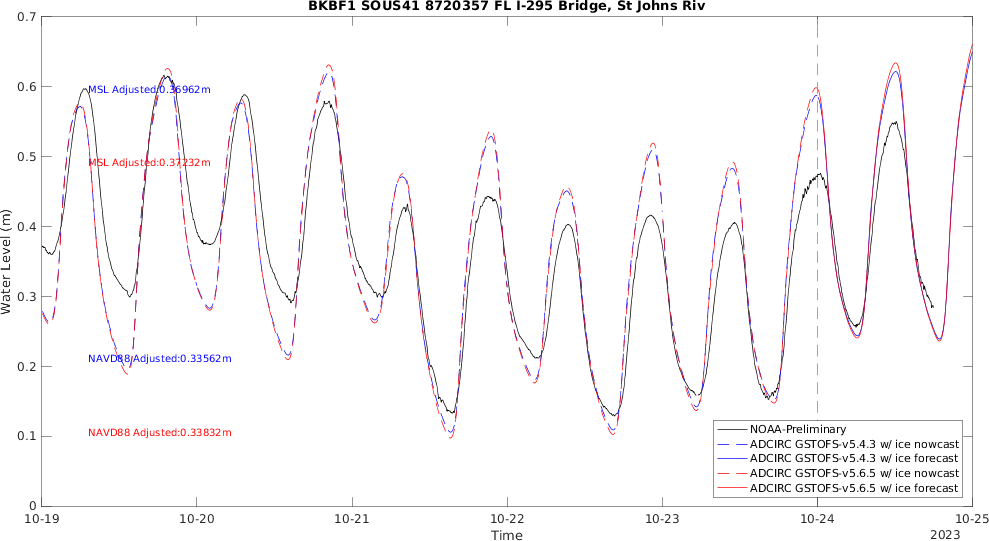 BKBF1 SOUS41 8720357 FL I-295 Bridge, St Johns Riv
0.7
0.6
0.5
0.4
0.3
0.2
0.1
0
Water Level (m)
MSL Adjusted:0.36962m
MSL Adjusted:0.37232m
NAVD88 Adjusted:0.33562m
NAVD88 Adjusted:0.33832m
NOAA-Preliminary
ADCIRC GSTOFS-v5.4.3 w/ ice nowcast
ADCIRC GSTOFS-v5.4.3 w/ ice forecast
ADCIRC GSTOFS-v5.6.5 w/ ice nowcast
ADCIRC GSTOFS-v5.6.5 w/ ice forecast
10-19 10-20 10-21 10-22 10-23 10-24 10-25
Time
2023